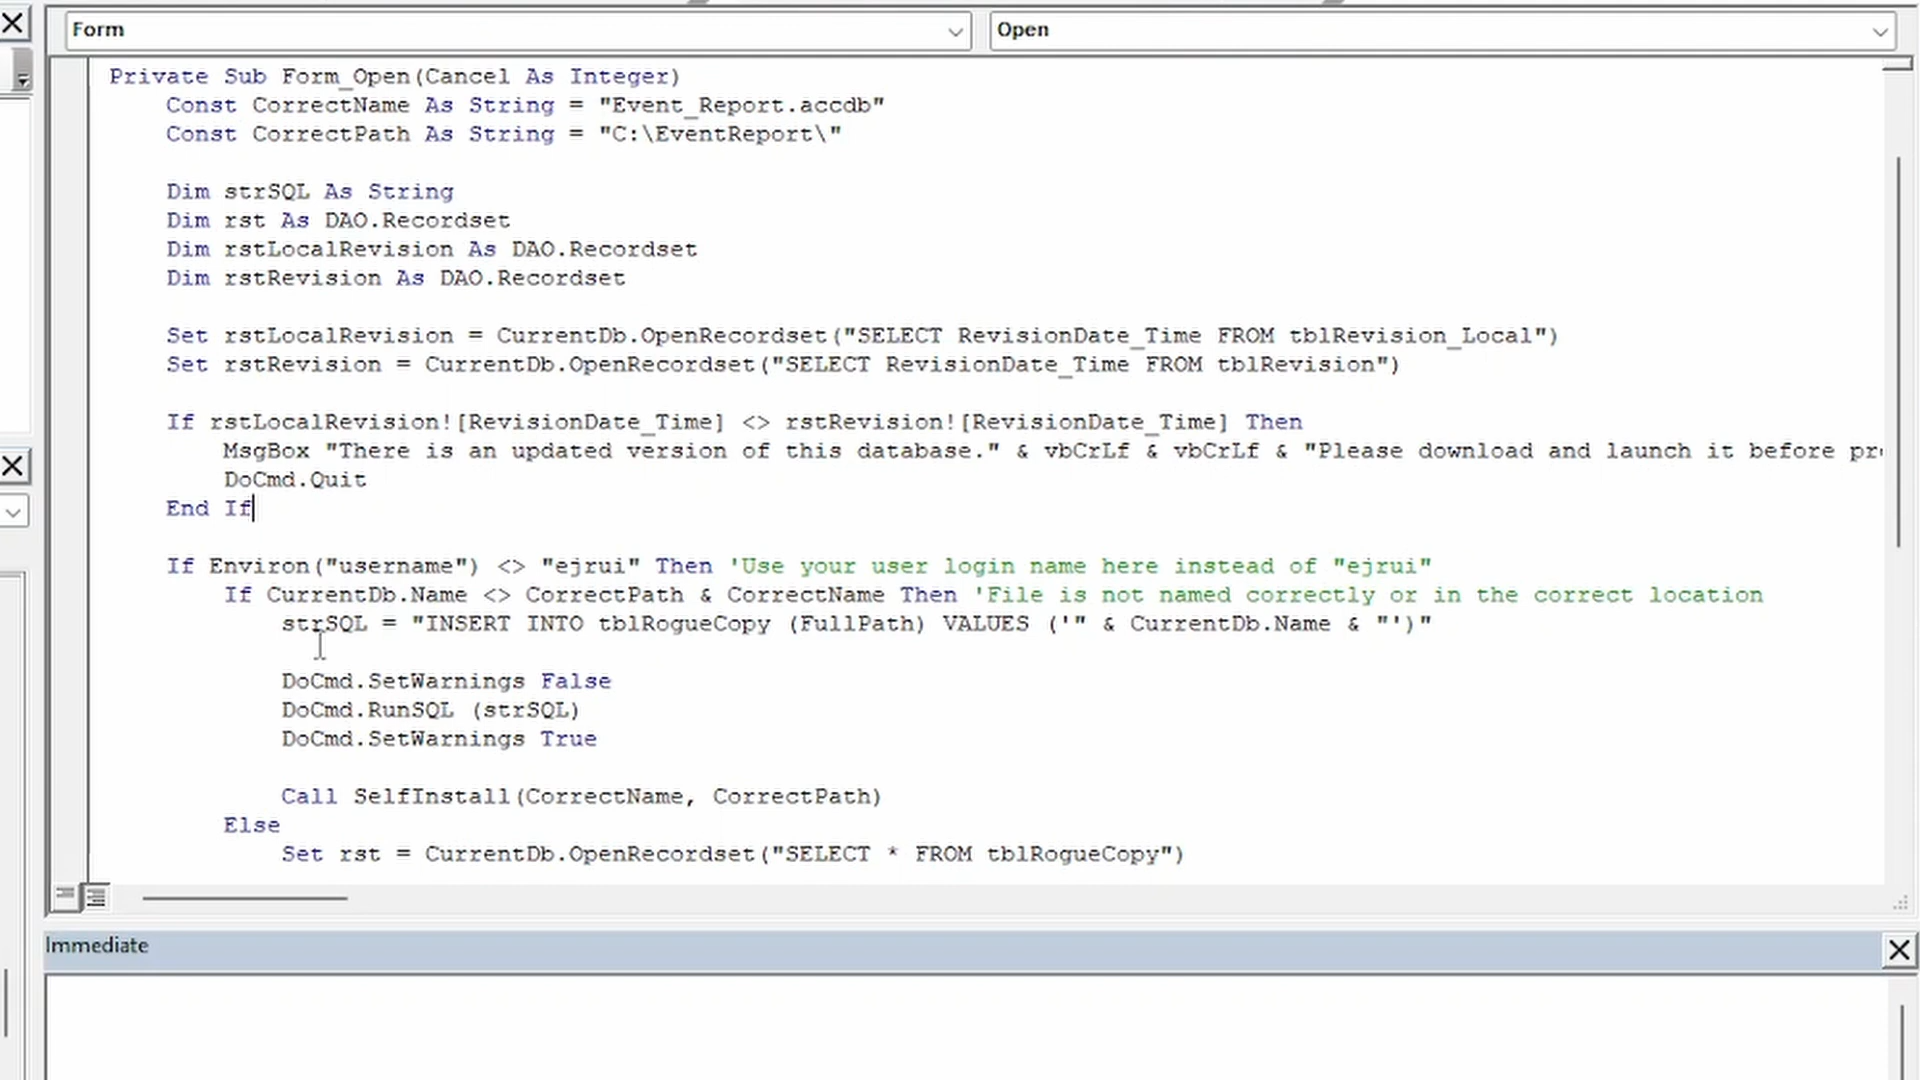 Form
Open
Private Sub Form_Open(Cancel As Integer)
Const CorrectName As String = "Event_Report.accdb"
Const CorrectPath As String = "C:\EventReport\"
Dim strSQL As String
Dim rst As DAO.Recordset
Dim rstLocalRevision As DAO.Recordset
Dim rstRevision As DAO.Recordset
Set rstLocalRevision = CurrentDb.OpenRecordset("SELECT RevisionDate_Time FROM tblRevision_Local")
Set rstRevision = CurrentDb.OpenRecordset("SELECT RevisionDate_Time FROM tblRevision")
If rstLocalRevision![RevisionDate_Time] <> rstRevision![RevisionDate_Time] Then
MsgBox "There is an updated version of this database." & vbCrLf & vbCrLf & "Please download and launch it before
DoCmd.Quit
End If
If Environ("username") <> "ejrui" Then 'Use your user login name here instead of "ejrui"
If CurrentDb.Name <> CorrectPath & CorrectName Then 'File is not named correctly or in the correct location
strSQL = "INSERT INTO tblRogueCopy (FullPath) VALUES ('" & CurrentDb.Name & "')"
DoCmd.SetWarnings False
DoCmd.RunSQL (strSQL)
DoCmd.SetWarnings True
Call SelfInstall(CorrectName, CorrectPath)
Else
Set rst = CurrentDb.OpenRecordset("SELECT * FROM tblRogueCopy")
Immediate